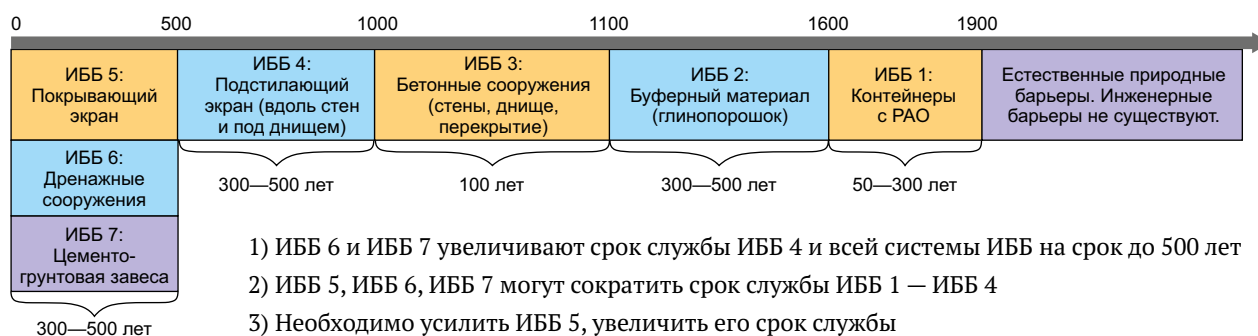 0 500 1000 1100 1600 1900
ИББ 5:
Покрывающий
экран
ИББ 4:
Подстилающий
экран (вдоль стен
и под днищем)
ИББ 3:
Бетонные сооружения
(стены, днище,
перекрытие)
ИББ 2:
Буферный материал
(глинопорошок)
ИББ 1:
Контейнеры
с РАО
Естественные природные
барьеры. Инженерные
барьеры не существуют.
ИББ 6:
Дренажные
сооружения
ИББ 7:
Цементо-
грунтовая завеса
300—500 лет
300—500 лет
100 лет
300—500 лет
50—300 лет
1) ИББ 6 и ИББ 7 увеличивают срок службы ИББ 4 и всей системы ИББ на срок до 500 лет
2) ИББ 5, ИББ 6, ИББ 7 могут сократить срок службы ИББ 1 — ИББ 4
3) Необходимо усилить ИББ 5, увеличить его срок службы